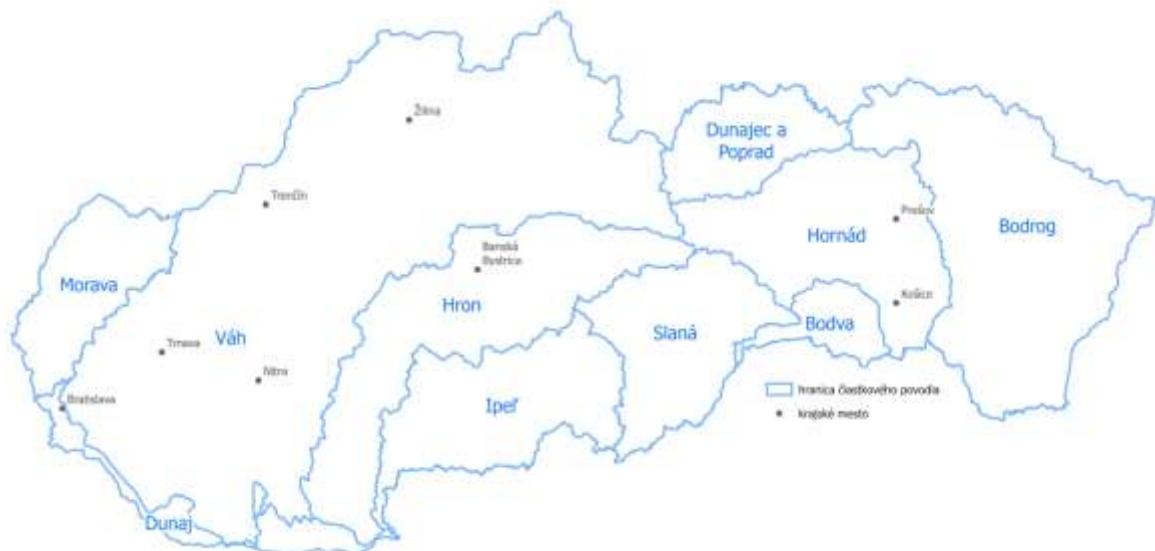 Žilina
Dunajec a
Poprad
Trenčín
Prešov
Bodrog
Hornád
Banská
Bystrica
Morava
Hron
Košice
Bodva
Slaná
Váh
Trnava
Nitra
hranica čiastkového povodia
Ipeľ
Bratislava
krajské mesto
Dunaj